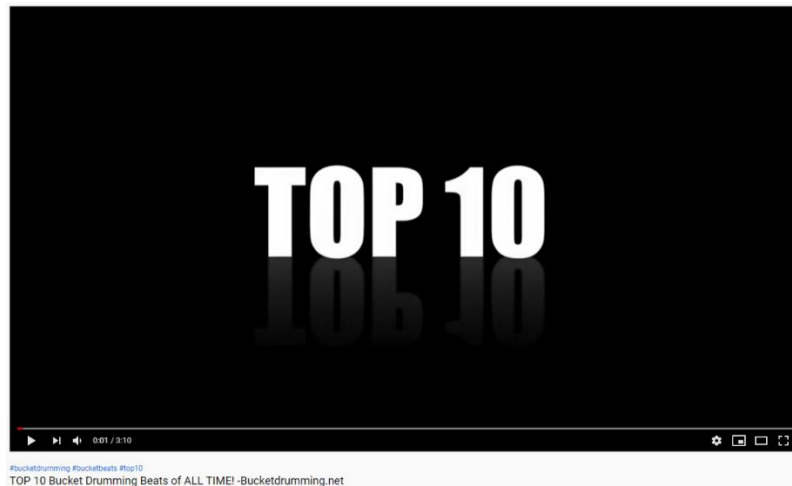 TOP 10
0:01 / 3:10
#bucketdrumming #bucketbeats #top10
TOP 10 Bucket Drumming Beats of ALL TIME! -Bucketdrumming.net